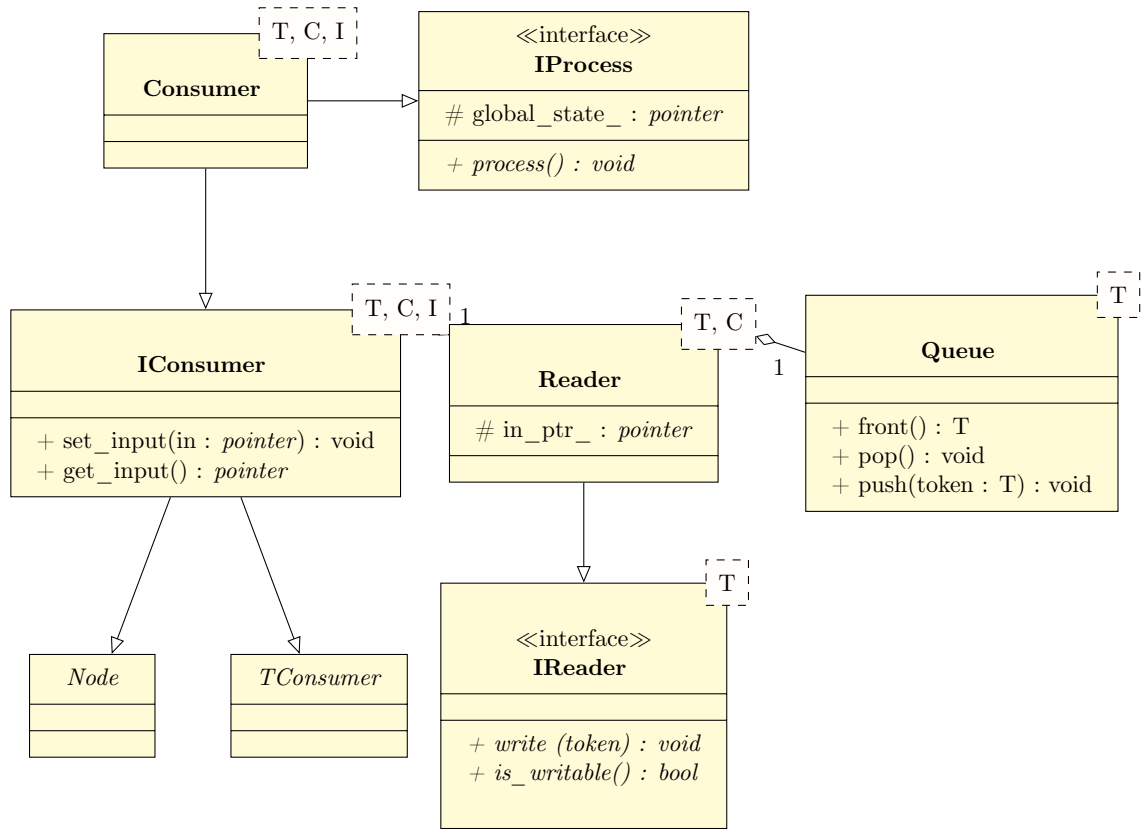 T, C, I
Consumer
≪interface≫
IProcess
# global_state_ : pointer
+ process() : void
T, C, I
IConsumer
+ set_input(in : pointer) : void
+ get_input() : pointer
1
T, C
Reader
# in_ptr_ : pointer
1
T
Queue
+ front() : T
+ pop() : void
+ push(token : T) : void
Node
TConsumer
T
≪interface≫
IReader
+ write (token) : void
+ is_writable() : bool